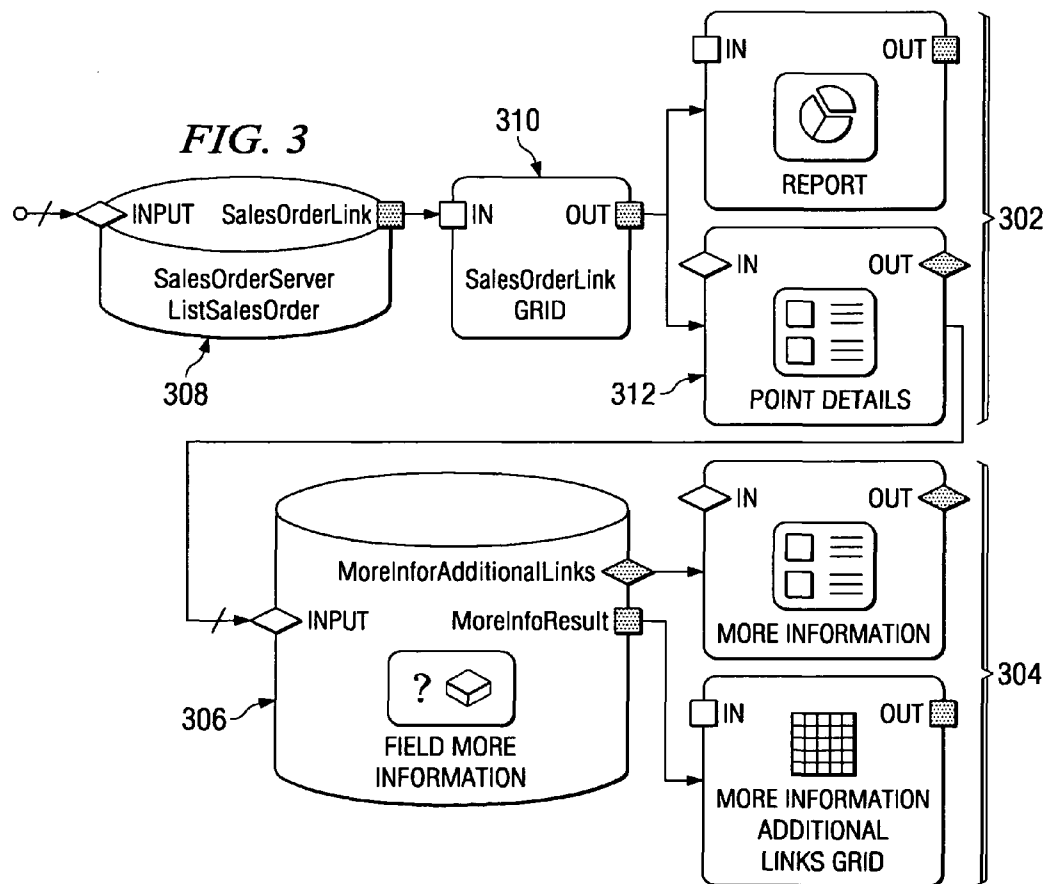 FIG. 3
INPUT SalesOrderLink
SalesOrderServer
ListSalesOrder
308
310
IN OUT
SalesOrderLink
GRID
IN OUT
REPORT
302
IN OUT
312
POINT DETAILS
MoreInforAdditionalLinks
INPUT MoreInfoResult
?
306
FIELD MORE
INFORMATION
IN OUT
MORE INFORMATION
304
IN OUT
MORE INFORMATION
ADDITIONAL
LINKS GRID